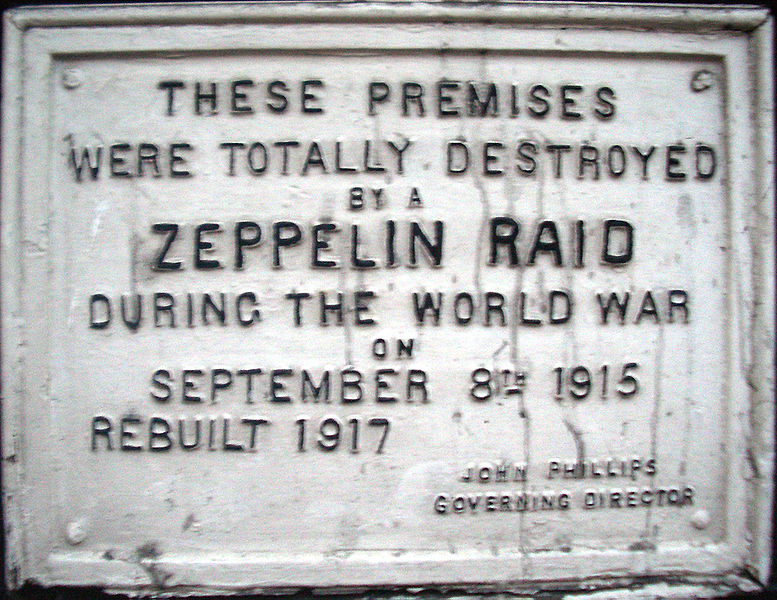 THESE PREMISES
WERE TOTALLY DESTROYED
BY A
ZEPPELIN RAID
DURING THE WORLD WAR
ON
SEPTEMBER 8TH 1915
REBUILT 1917
JOHN PHILLIPS
GOVERNING DIRECTOR